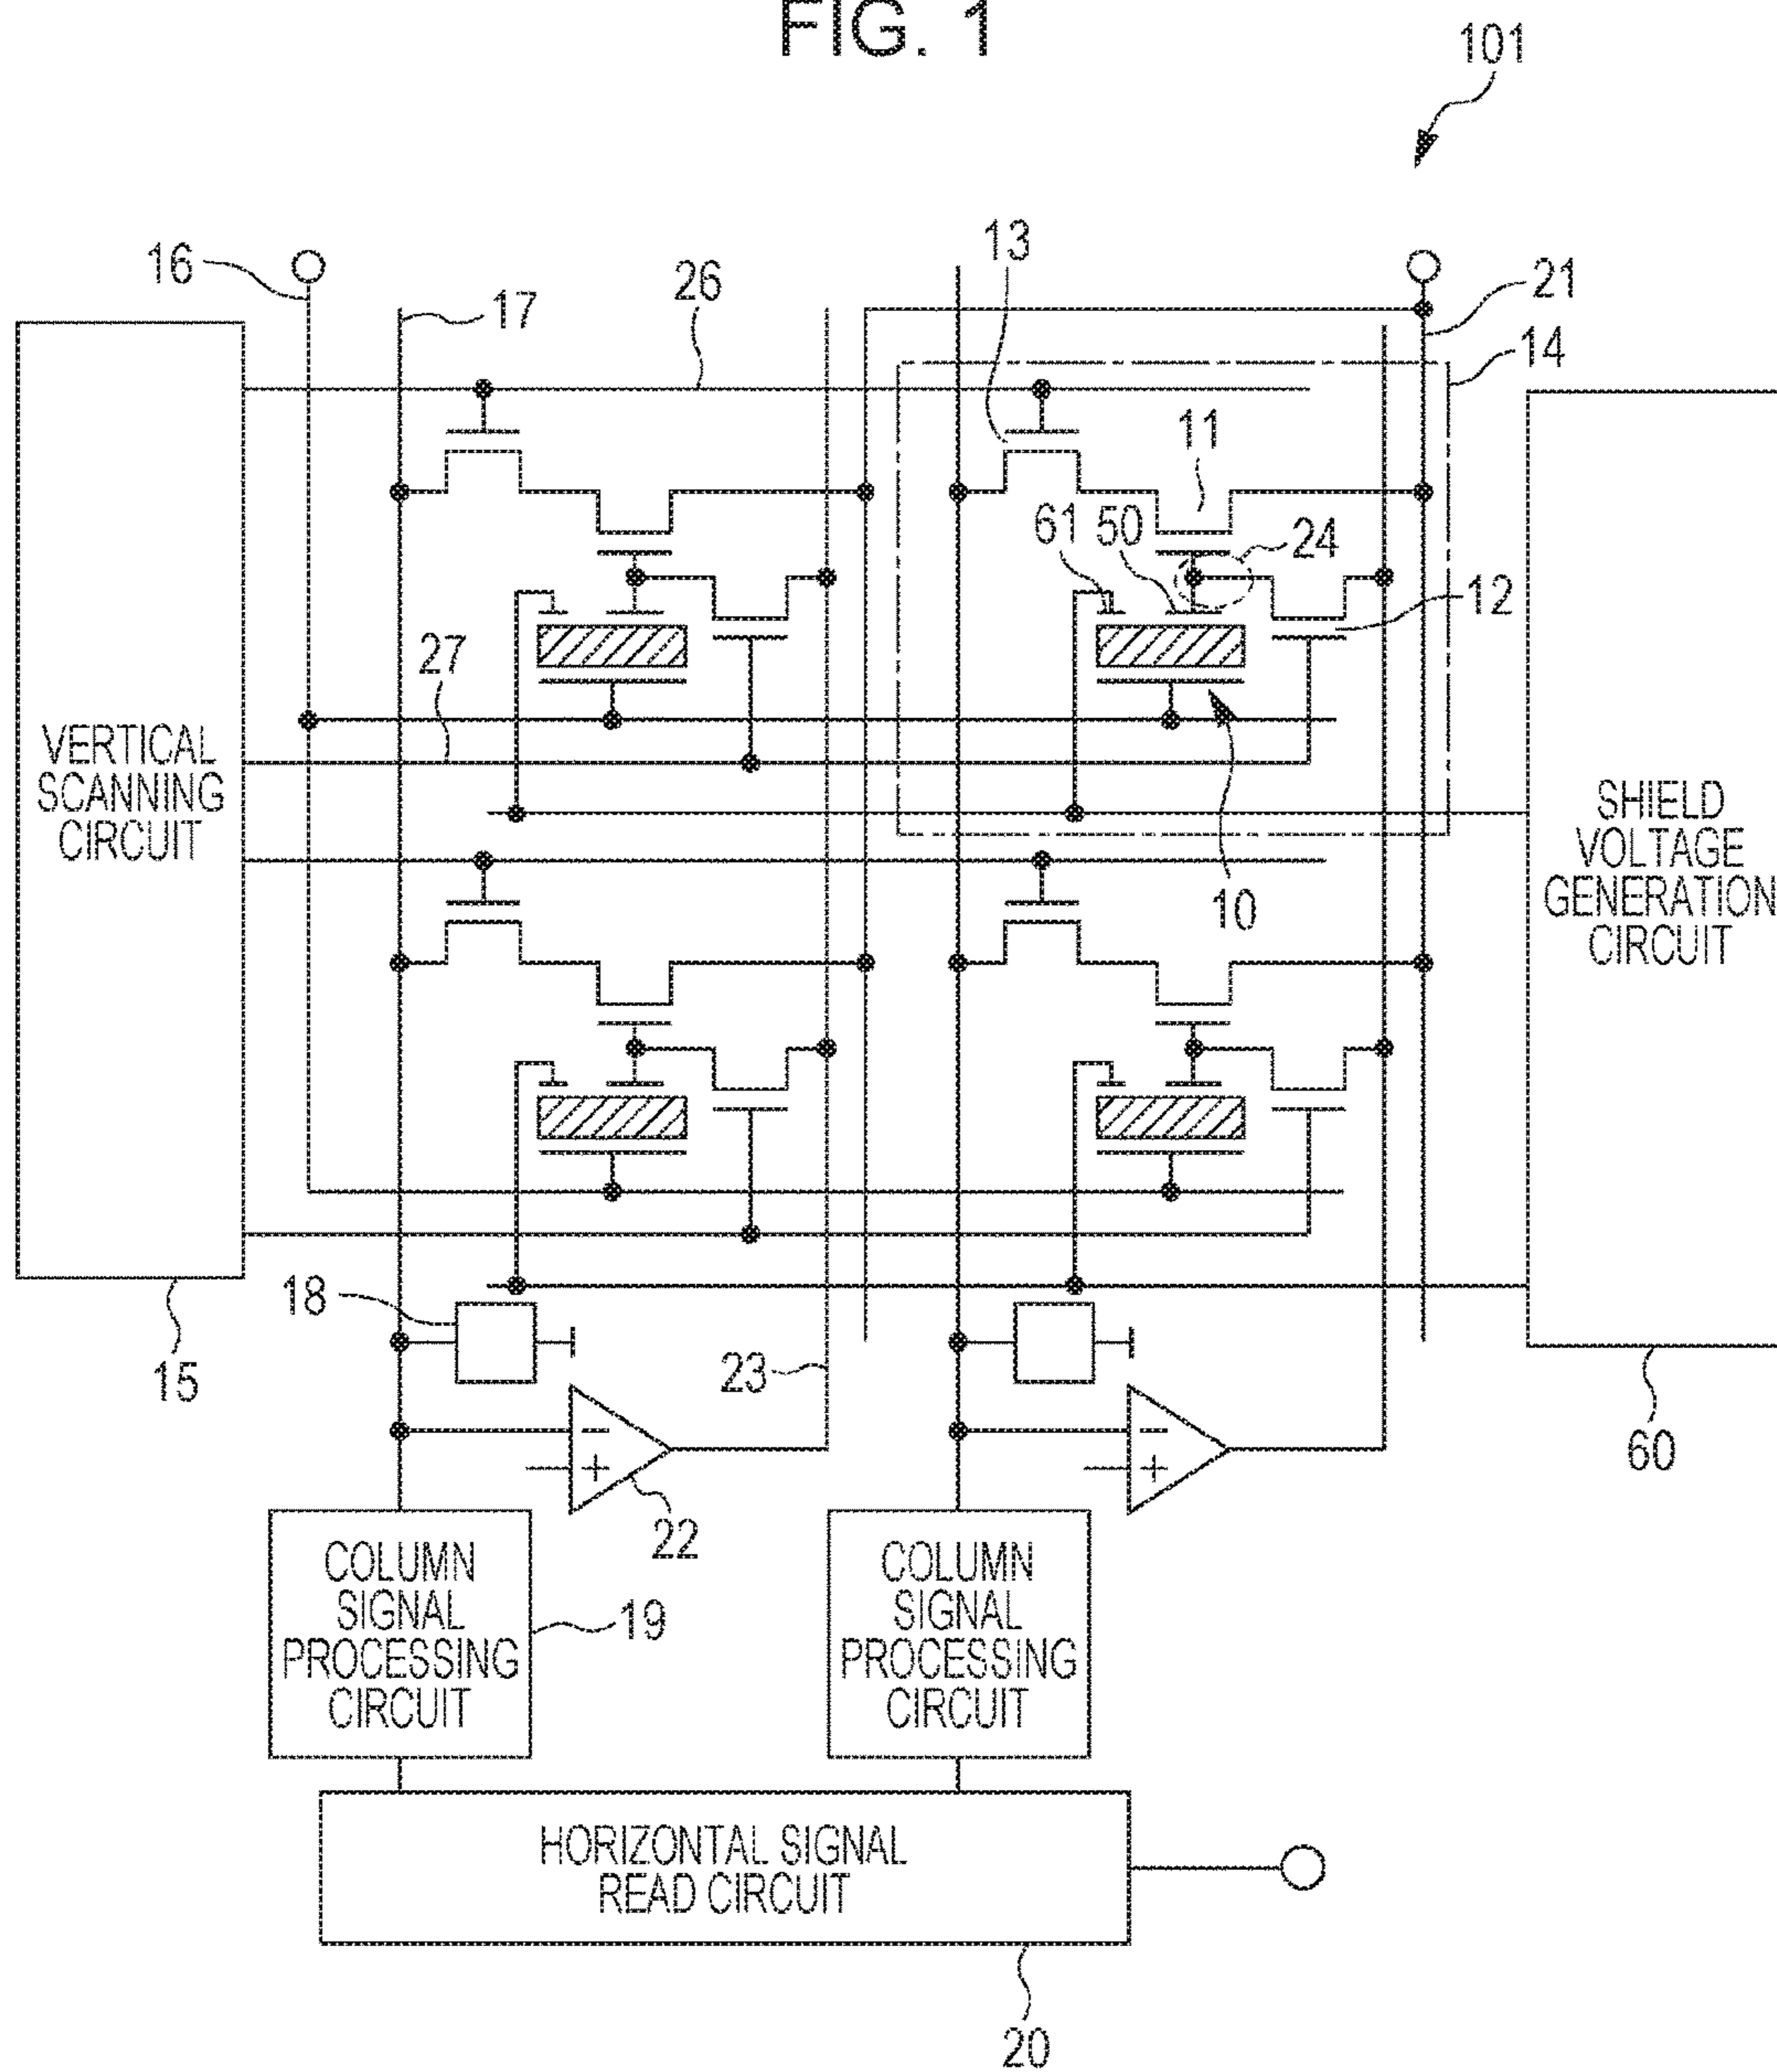 FIG. 1
101
16
17
26
13
21
14
11
61
50
24
12
27
VERTICAL
SCANNING
CIRCUIT
SHIELD
VOLTAGE
GENERATION
CIRCUIT
10
18
15
23
60
−
+
−
+
22
COLUMN
SIGNAL
PROCESSING
CIRCUIT
19
COLUMN
SIGNAL
PROCESSING
CIRCUIT
HORIZONTAL SIGNAL
READ CIRCUIT
20